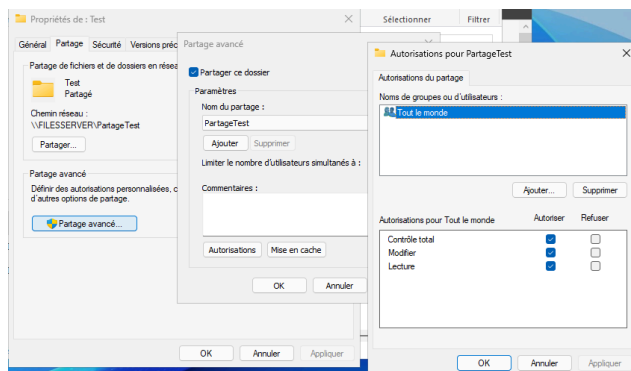 Propriétés de : Test
Général Partage Sécurité Versions préc
Partage de fichiers et de dossiers en résea
Test
Partagé
Chemin réseau :
\\FILESERVER\PartageTest
Partager...
Partage avancé
Définir des autorisations personnalisées, c
d'autres options de partage.
Partage avancé...
OK Annuler Appliquer
Sélectionner Filtrer
Partage avancé
Partager ce dossier
Paramètres
Nom du partage :
PartageTest
Ajouter Supprimer
Limiter le nombre d'utilisateurs simultanés à :
Commentaires :
Autorisations Mise en cache
OK Annuler
Autorisations pour PartageTest
Autorisations du partage
Noms de groupes ou d'utilisateurs :
Tout le monde
Ajouter... Supprimer
Autorisations pour Tout le monde Autoriser Refuser
Contrôle total
Modifier
Lecture
OK Annuler Appliquer